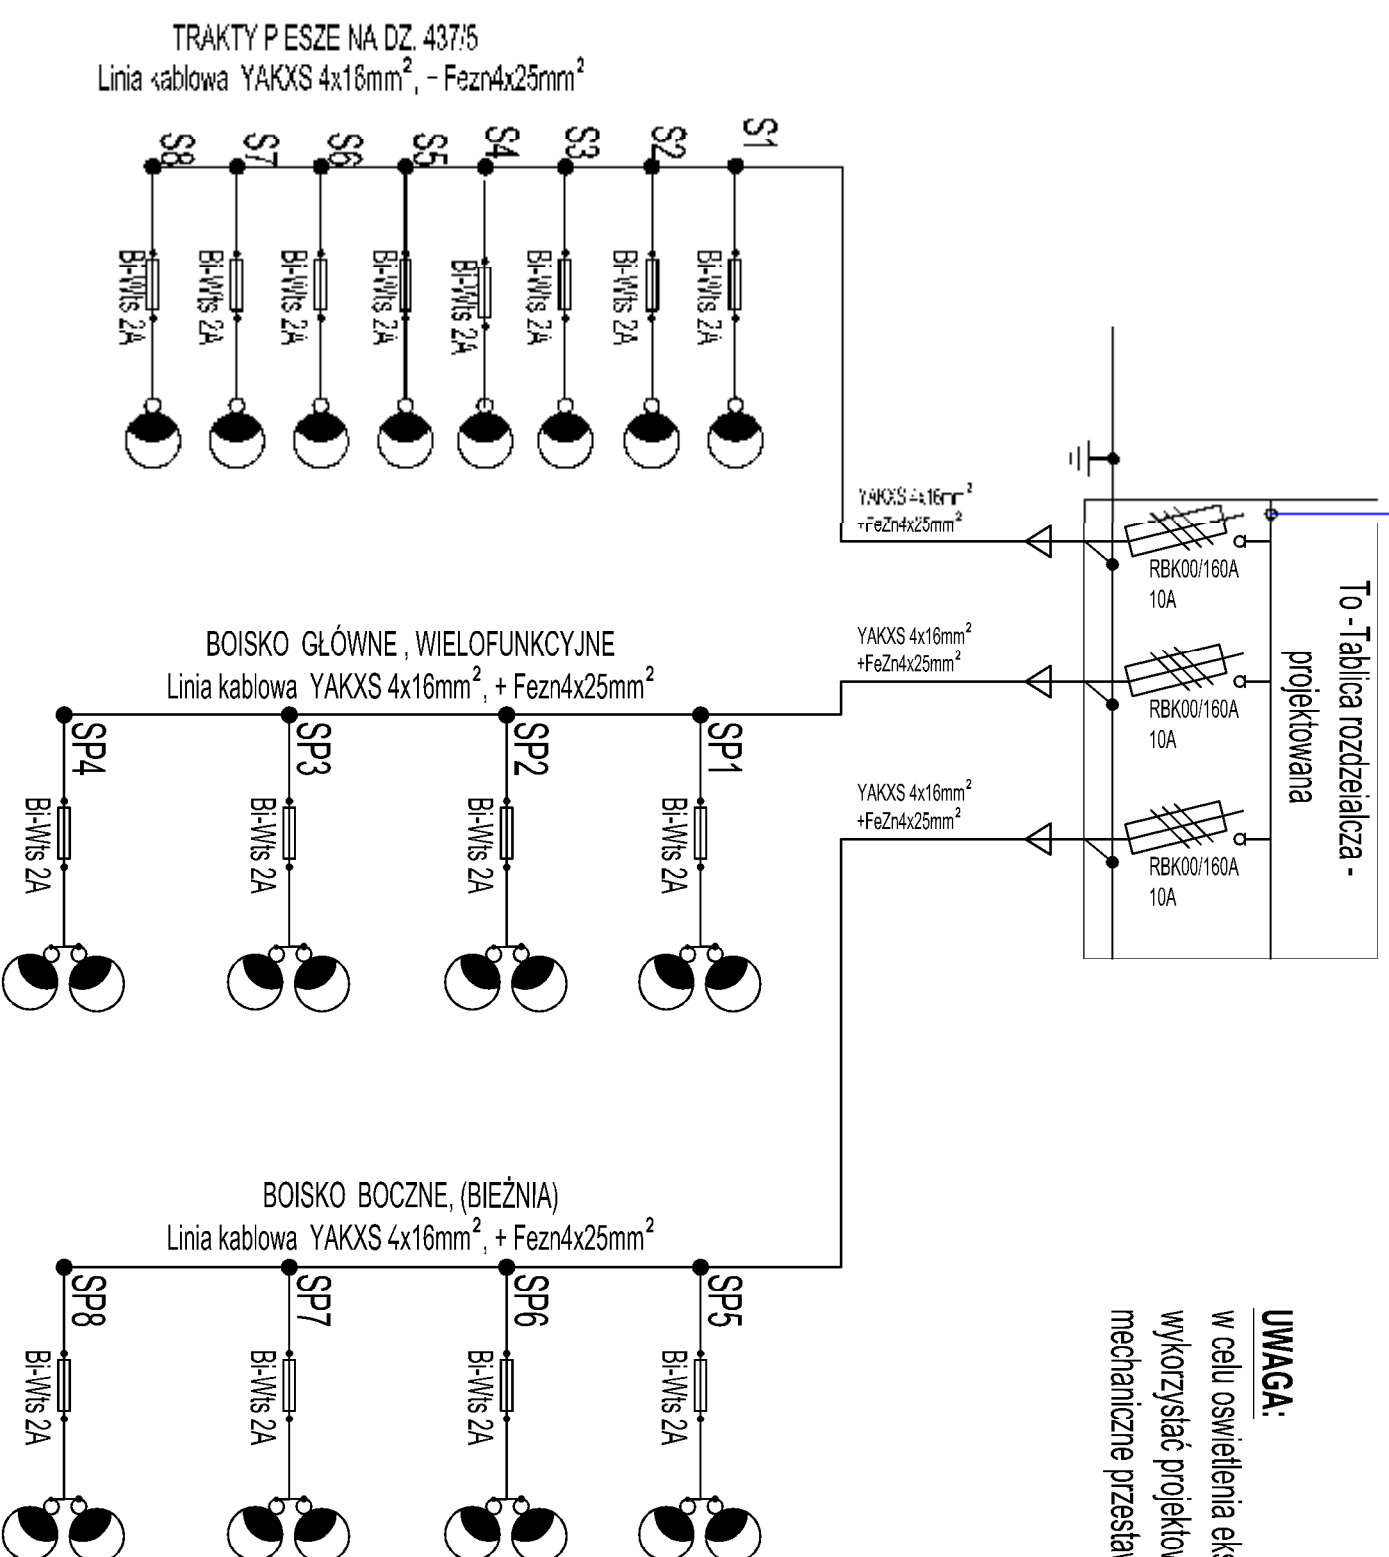 TRAKTY P ESZE NA DZ. 437/5
Linia kablowa YAKXS 4x16mm², – Fezn4x25mm²
S8
S7
S6
S5
S4
S3
S2
S1
Bi-Wts 2A
Bi-Wts 2A
Bi-Wts 2A
Bi-Wts 2A
Bi-Wts 2A
Bi-Wts 2A
Bi-Wts 2A
Bi-Wts 2A
YAKXS 4x16mm²
+FeZn4x25mm²
RBK00/160A
10A
To -Tablica rozdzeialcza -
projektowana
BOISKO GŁÓWNE , WIELOFUNKCYJNE
Linia kablowa YAKXS 4x16mm², + Fezn4x25mm²
YAKXS 4x16mm²
+FeZn4x25mm²
RBK00/160A
10A
SP4
SP3
SP2
SP1
Bi-Wts 2A
Bi-Wts 2A
Bi-Wts 2A
Bi-Wts 2A
YAKXS 4x16mm²
+FeZn4x25mm²
RBK00/160A
10A
BOISKO BOCZNE, (BIEŻNIA)
Linia kablowa YAKXS 4x16mm², + Fezn4x25mm²
SP8
SP7
SP6
SP5
Bi-Wts 2A
Bi-Wts 2A
Bi-Wts 2A
Bi-Wts 2A
UWAGA:
w celu oswietlenia eks
wykorzystać projektow
mechaniczne przestaw